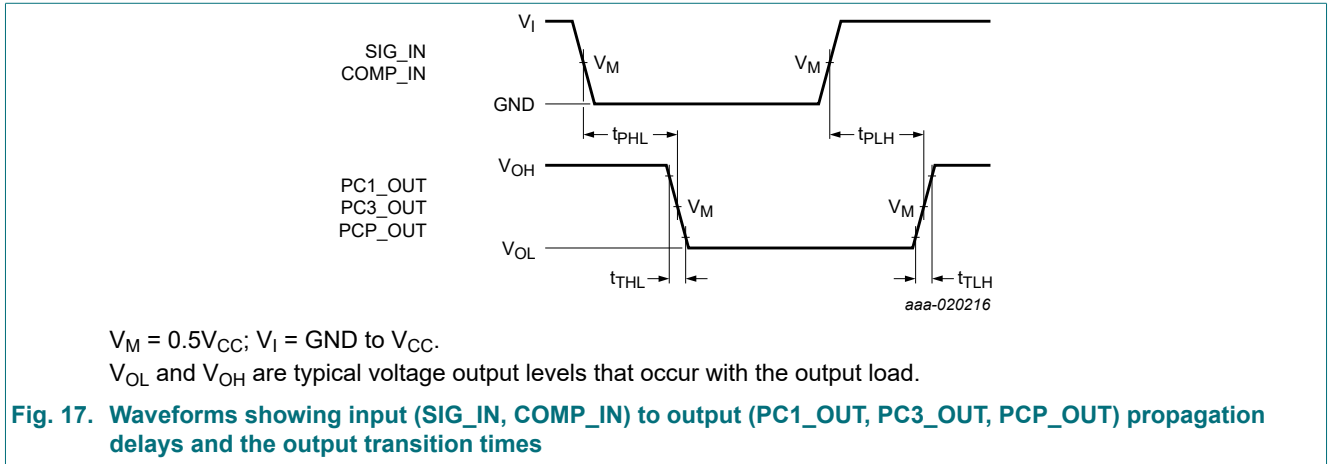 V_I
SIG_IN
COMP_IN
V_M
V_M
GND
t_PHL
t_PLH
V_OH
PC1_OUT
PC3_OUT
PCP_OUT
V_M
V_M
V_OL
t_THL
t_TLH
aaa-020216
V_M = 0.5V_CC; V_I = GND to V_CC.
V_OL and V_OH are typical voltage output levels that occur with the output load.
Fig. 17. Waveforms showing input (SIG_IN, COMP_IN) to output (PC1_OUT, PC3_OUT, PCP_OUT) propagation
delays and the output transition times